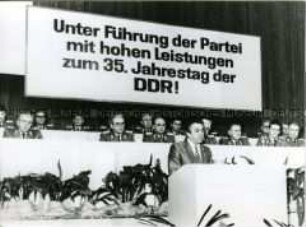 Unter Führung der Partei
mit hohen Leistungen
zum 35. Jahrestag der
DDR!